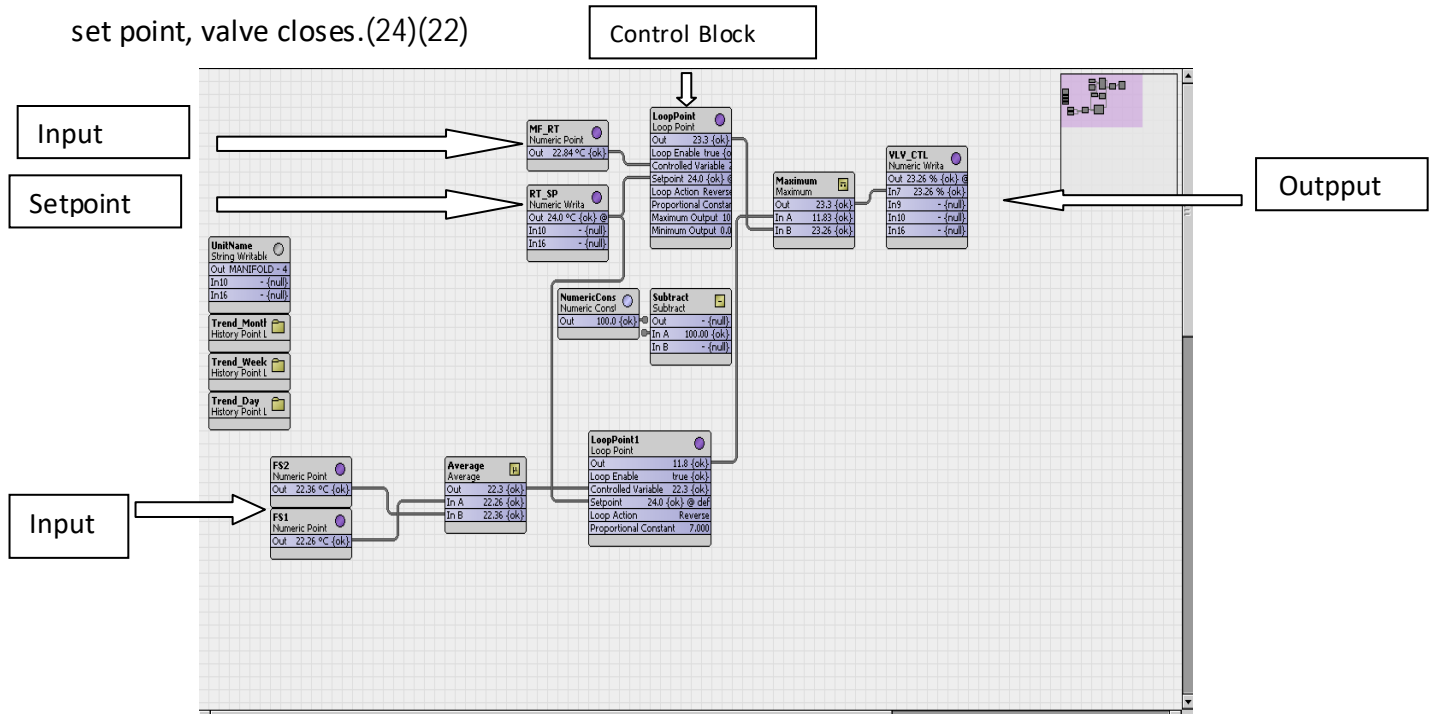 set point, valve closes.(24)(22)
Control Block
Input
Setpoint
Outpput
Input
MF_RT
Numeric Point
Out 22.84 °C {ok}
RT_SP
Numeric Writa
Out 24.0 °C {ok} @
In10 - {null}
In16 - {null}
LoopPoint
Loop Point
Out 23.3 {ok}
Loop Enable true {o
Controlled Variable 2
Setpoint 24.0 {ok} @
Loop Action Reverse
Proportional Constar
Maximum Output 10
Minimum Output 0.0
Maximum
Maximum
Out 23.3 {ok}
In A 11.83 {ok}
In B 23.26 {ok}
VLV_CTL
Numeric Writa
Out 23.26 % {ok} @
In7 23.26 % {ok}
In9 - {null}
In10 - {null}
In16 - {null}
UnitName
String Writable
Out MANIFOLD - 4
In10 - {null}
In16 - {null}
Trend_Month
History Point L
Trend_Week
History Point L
Trend_Day
History Point L
NumericCons
Numeric Const
Out 100.0 {ok}
Subtract
Subtract
Out - {null}
In A 100.00 {ok}
In B - {null}
FS2
Numeric Point
Out 22.36 °C {ok}
FS1
Numeric Point
Out 22.26 °C {ok}
Average
Average
Out 22.3 {ok}
In A 22.26 {ok}
In B 22.36 {ok}
LoopPoint1
Loop Point
Out 11.8 {ok}
Loop Enable true {ok}
Controlled Variable 22.3 {ok}
Setpoint 24.0 {ok} @ def
Loop Action Reverse
Proportional Constant 7.000